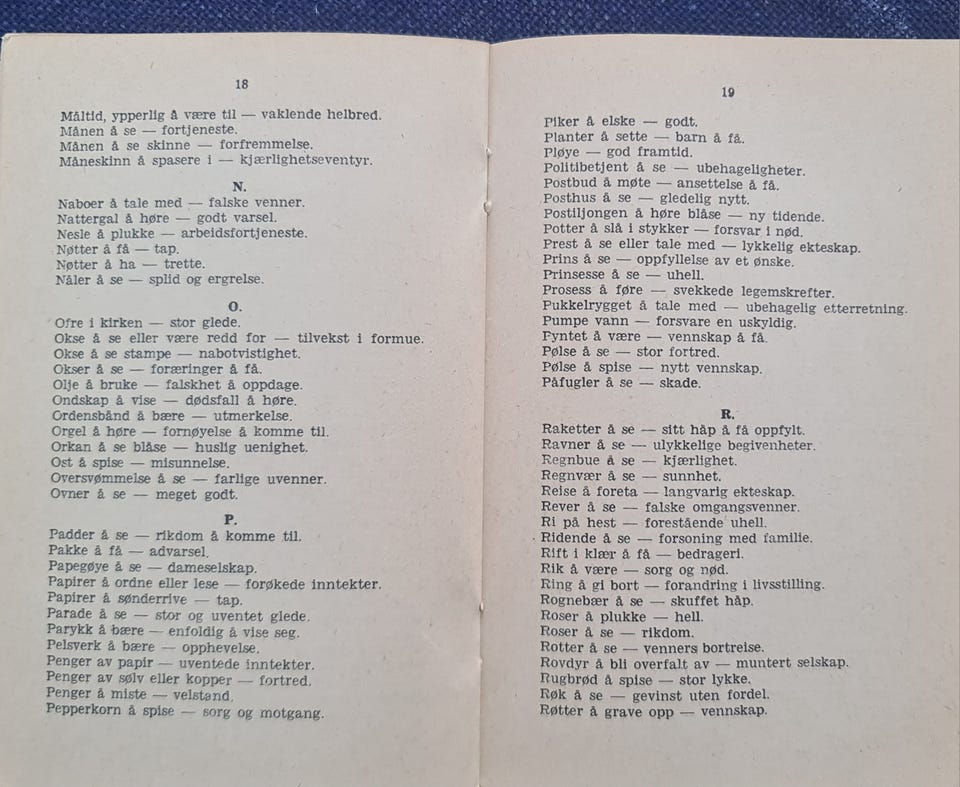 18
Måltid, ypperlig å være til — vaklende helbred.
Månen å se — fortjeneste.
Månen å se skinne — forfremmelse.
Måneskinn å spasere i — kjærlighetseventyr.
N.
Naboer å tale med — falske venner.
Nattergal å høre — godt varsel.
Nesle å plukke — arbeidsfortjeneste.
Nøtter å få — tap.
Nøtter å ha — trette.
Nåler å se — splid og ergrelse.
O.
Ofre i kirken — stor glede.
Okse å se eller være redd for — tilvekst i formue.
Okse å se stampe — nabotvistighet.
Okser å se — foræringer å få.
Olje å bruke — falskhet å oppdage.
Ondskap å vise — dødsfall å høre.
Ordensbånd å bære — utmerkelse.
Orgel å høre — fornøyelse å komme til.
Orkan å se blåse — huslig uenighet.
Ost å spise — misunnelse.
Oversvømmelse å se — farlige uvenner.
Ovner å se — meget godt.
P.
Padder å se — rikdom å komme til.
Pakke å få — advarsel.
Papegøye å se — dameselskap.
Papirer å ordne eller lese — forøkede inntekter.
Papirer å sønderrive — tap.
Parade å se — stor og uventet glede.
Parykk å bære — enfoldig å vise seg.
Pelsverk å bære — opphevelse.
Penger av papir — uventede inntekter.
Penger av sølv eller kopper — fortred.
Penger å miste — velstand.
Pepperkorn å spise — sorg og motgang.
19
Piker å elske — godt.
Planter å sette — barn å få.
Pløye — god framtid.
Politibetjent å se — ubehageligheter.
Postbud å møte — ansettelse å få.
Posthus å se — gledelig nytt.
Postiljongen å høre blåse — ny tidende.
Potter å slå i stykker — forsvar i nød.
Prest å se eller tale med — lykkelig ekteskap.
Prins å se — oppfyllelse av et ønske.
Prinsesse å se — uhell.
Prosess å føre — svekkede legemskrefter.
Pukkelrygget å tale med — ubehagelig etterretning.
Pumpe vann — forsvare en uskyldig.
Fyntet å være — vennskap å få.
Pølse å se — stor fortred.
Pølse å spise — nytt vennskap.
Påfugler å se — skade.
R.
Raketter å se — sitt håp å få oppfylt.
Ravner å se — ulykkelige begivenheter.
Regnbue å se — kjærlighet.
Regnvær å se — sunnhet.
Reise å foreta — langvarig ekteskap.
Rever å se — falske omgangsvenner.
Ri på hest — forestående uhell.
Ridende å se — forsoning med familie.
Rift i klær å få — bedrageri.
Rik å være — sorg og nød.
Ring å gi bort — forandring i livsstilling.
Rognebær å se — skuffet håp.
Roser å plukke — hell.
Roser å se — rikdom.
Rotter å se — venners bortreise.
Rovdyr å bli overfalt av — muntert selskap.
Rugbrød å spise — stor lykke.
Røk å se — gevinst uten fordel.
Røtter å grave opp — vennskap.